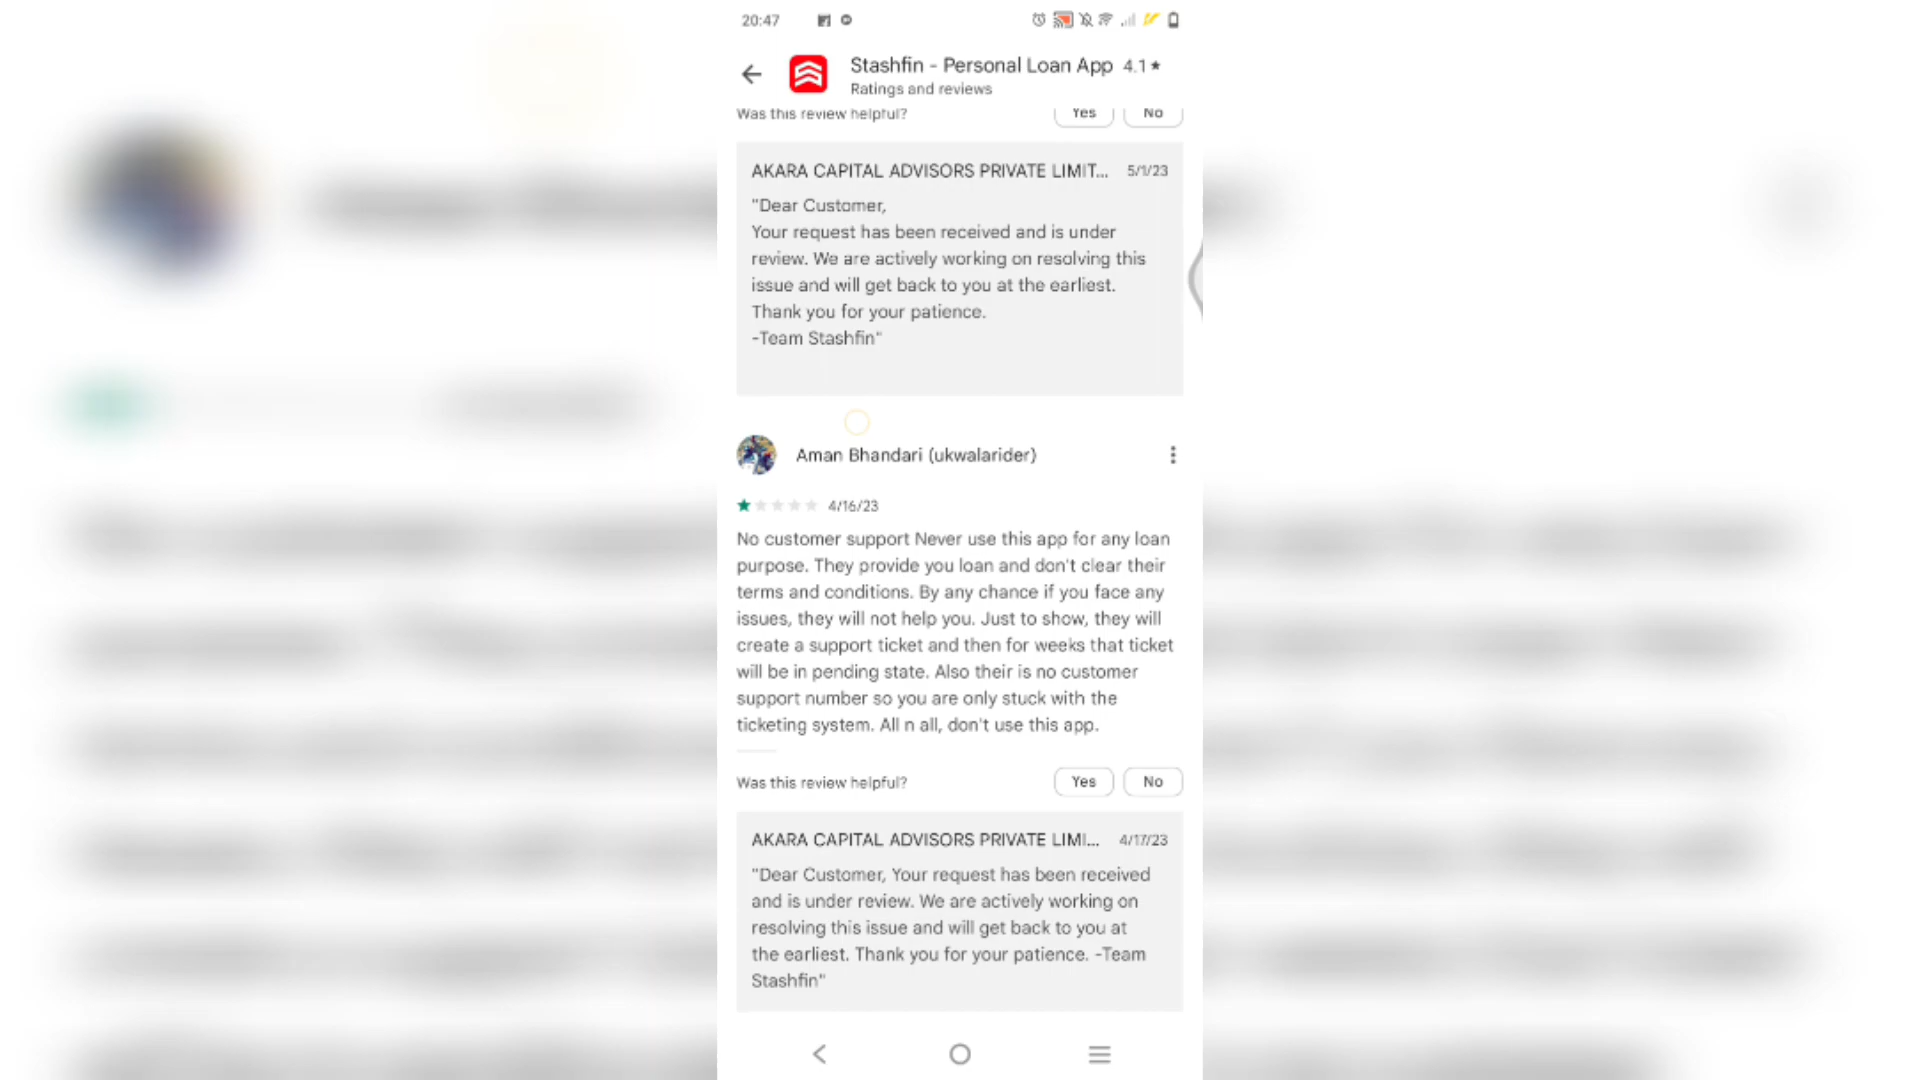 20:47
Stashfin - Personal Loan App 4.1★
Ratings and reviews
Was this review helpful? Yes No
AKARA CAPITAL ADVISORS PRIVATE LIMIT... 5/1/23
"Dear Customer,
Your request has been received and is under
review. We are actively working on resolving this
issue and will get back to you at the earliest.
Thank you for your patience.
-Team Stashfin"
Aman Bhandari (ukwalarider)
4/16/23
No customer support Never use this app for any loan
purpose. They provide you loan and don't clear their
terms and conditions. By any chance if you face any
issues, they will not help you. Just to show, they will
create a support ticket and then for weeks that ticket
will be in pending state. Also their is no customer
support number so you are only stuck with the
ticketing system. All n all, don't use this app.
Was this review helpful? Yes No
AKARA CAPITAL ADVISORS PRIVATE LIMI... 4/17/23
"Dear Customer, Your request has been received
and is under review. We are actively working on
resolving this issue and will get back to you at
the earliest. Thank you for your patience. -Team
Stashfin"